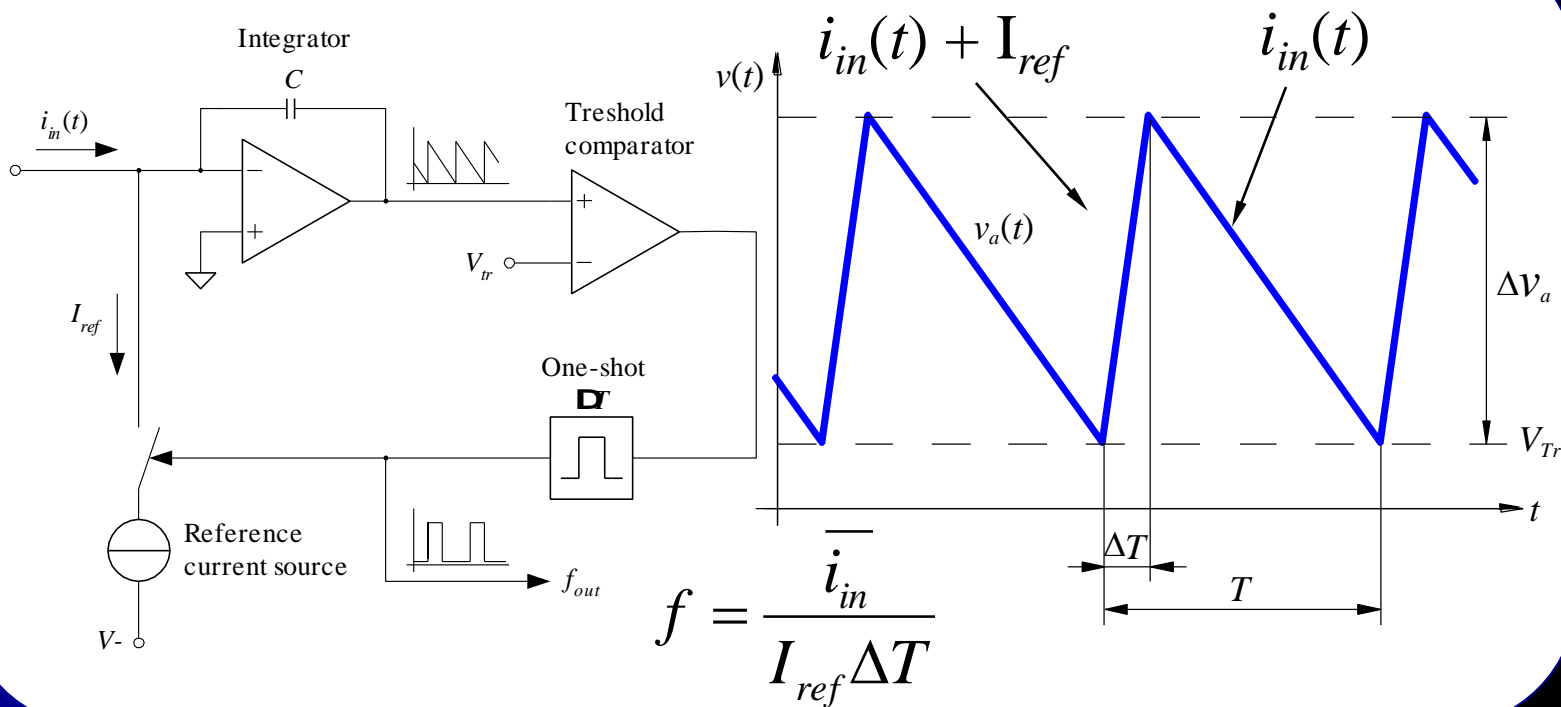 Integrator
C
i_in(t)
Treshold
comparator
V_tr
I_ref
One-shot
DT
Reference
current source
V-
f_out
i_in(t) + I_ref
i_in(t)
v(t)
v_a(t)
Δv_a
V_Tr
t
ΔT
T
f = i̅_in / I_ref ΔT